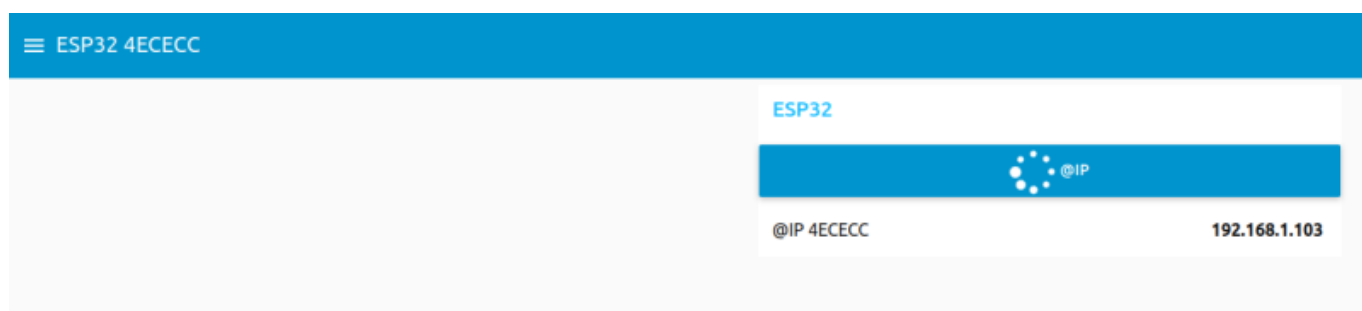 ESP32 4ECECC
ESP32
@IP
@IP 4ECECC 192.168.1.103